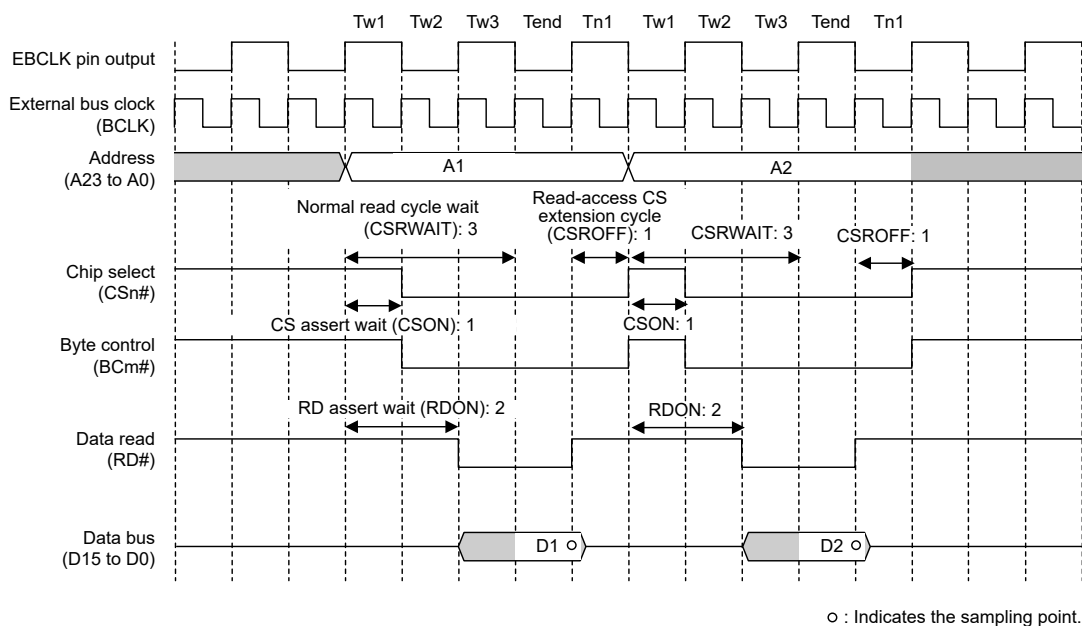 Tw1 Tw2 Tw3 Tend Tn1 Tw1 Tw2 Tw3 Tend Tn1
EBCLK pin output
External bus clock
(BCLK)
Address
(A23 to A0)
A1
A2
Normal read cycle wait
(CSRWAIT): 3
Read-access CS
extension cycle
(CSROFF): 1
CSRWAIT: 3
CSROFF: 1
Chip select
(CSn#)
CS assert wait (CSON): 1
CSON: 1
Byte control
(BCm#)
RD assert wait (RDON): 2
RDON: 2
Data read
(RD#)
Data bus
(D15 to D0)
D1
D2
: Indicates the sampling point.